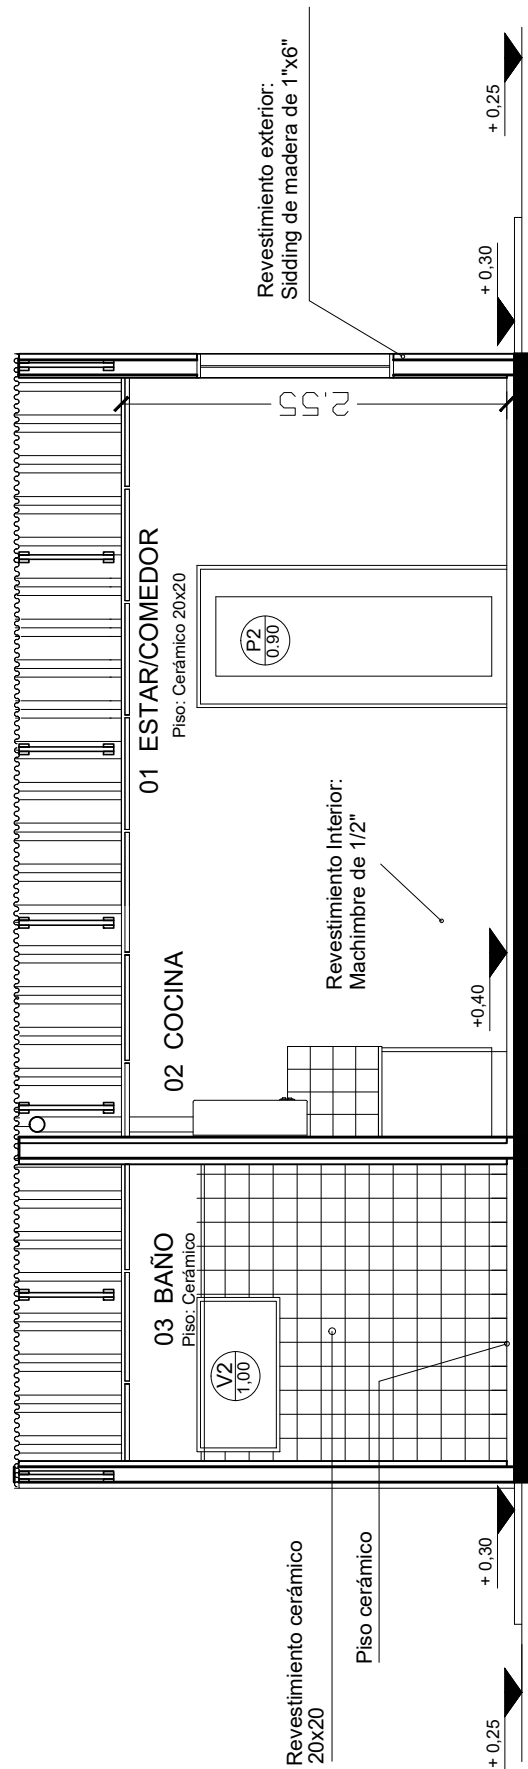 Revestimiento cerámico
20x20
Piso cerámico
+ 0,25
+ 0,30
03 BAÑO
Piso: Cerámico
V2
1,00
02 COCINA
Revestimiento Interior:
Machimbre de 1/2"
+0,40
01 ESTAR/COMEDOR
Piso: Cerámico 20x20
P2
0.90
2.55
Revestimiento exterior:
Sidding de madera de 1"x6"
+ 0,30
+ 0,25